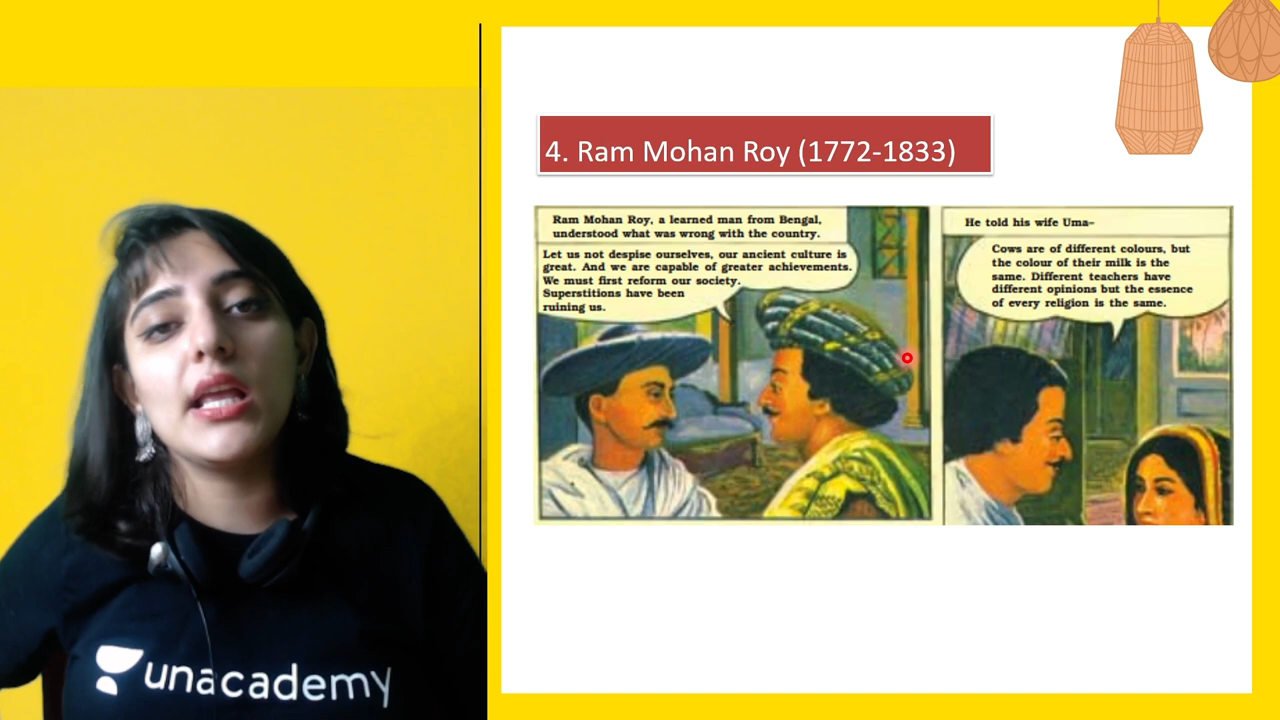 4. Ram Mohan Roy (1772-1833)
Ram Mohan Roy, a learned man from Bengal,
understood what was wrong with the country.
Let us not despise ourselves, our ancient culture is
great. And we are capable of greater achievements.
We must first reform our society.
Superstitions have been
ruining us.
He told his wife Uma–
Cows are of different colours, but
the colour of their milk is the
same. Different teachers have
different opinions but the essence
of every religion is the same.
unacademy